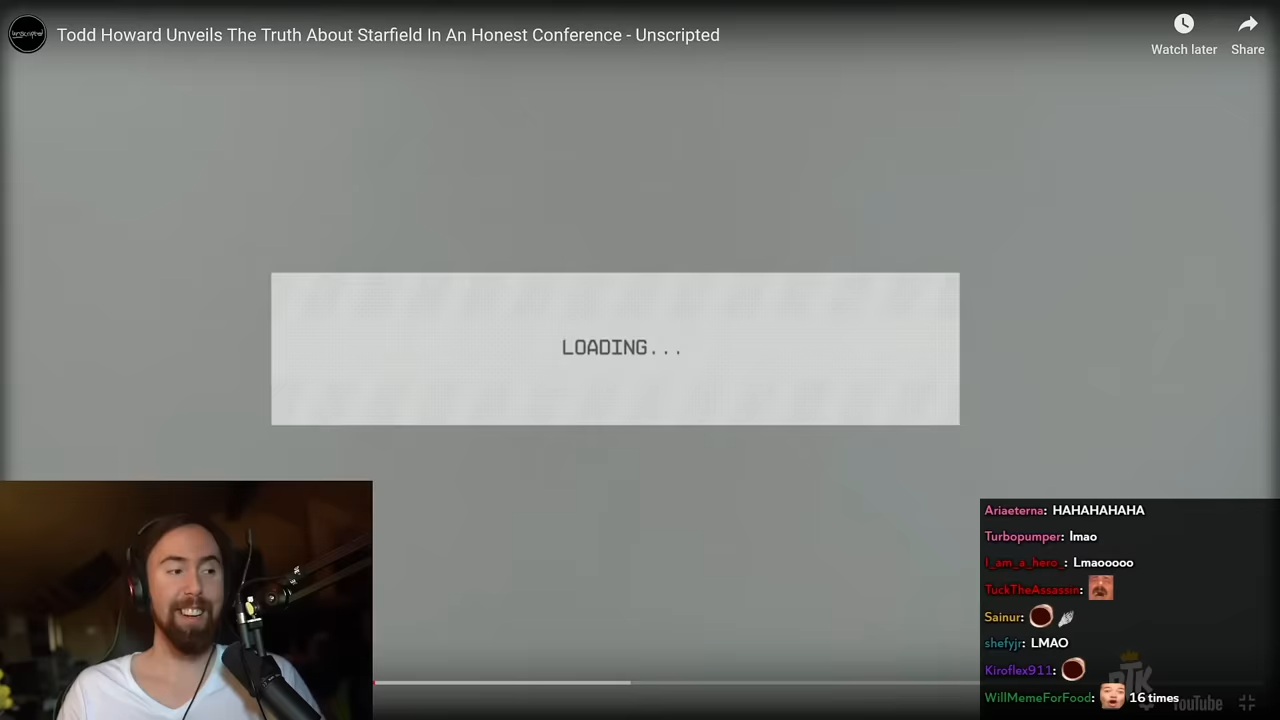 Todd Howard Unveils The Truth About Starfield In An Honest Conference - Unscripted
Watch later
Share
LOADING...
Ariaeterna: HAHAHAHAHA
Turbopumper: lmao
I_am_a_hero_: Lmaooooo
TuckTheAssassin:
Sainur:
shefyjr: LMAO
Kiroflex911:
WillMemeForFood: 16 times
YouTube